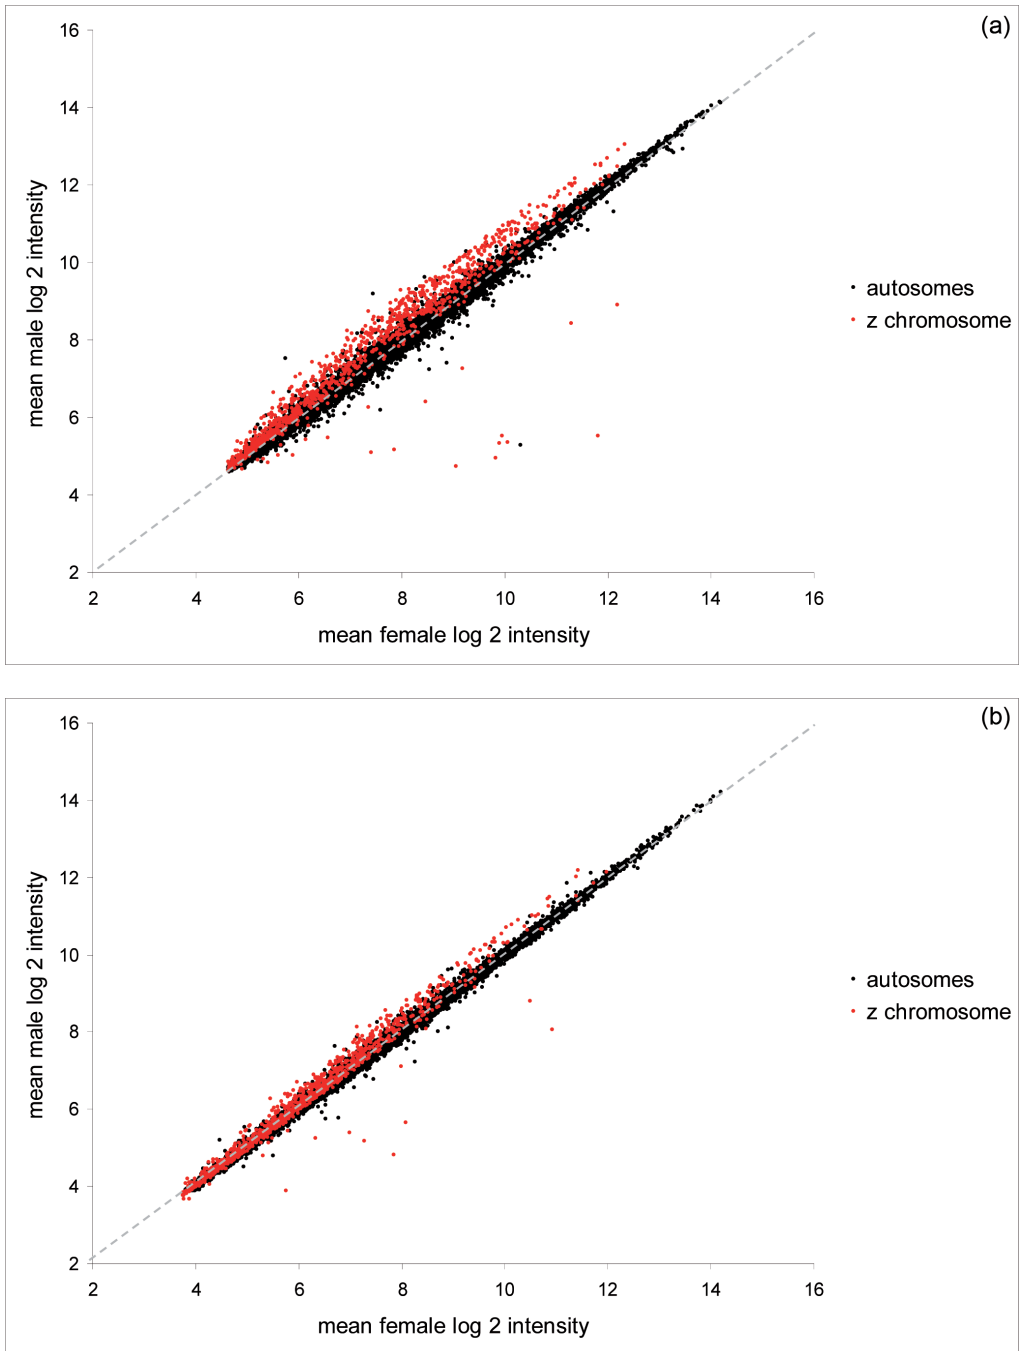 (a)
16
14
12
10
8
6
4
2
mean male log 2 intensity
2 4 6 8 10 12 14 16
mean female log 2 intensity
autosomes
z chromosome
(b)
16
14
12
10
8
6
4
2
mean male log 2 intensity
2 4 6 8 10 12 14 16
mean female log 2 intensity
autosomes
z chromosome